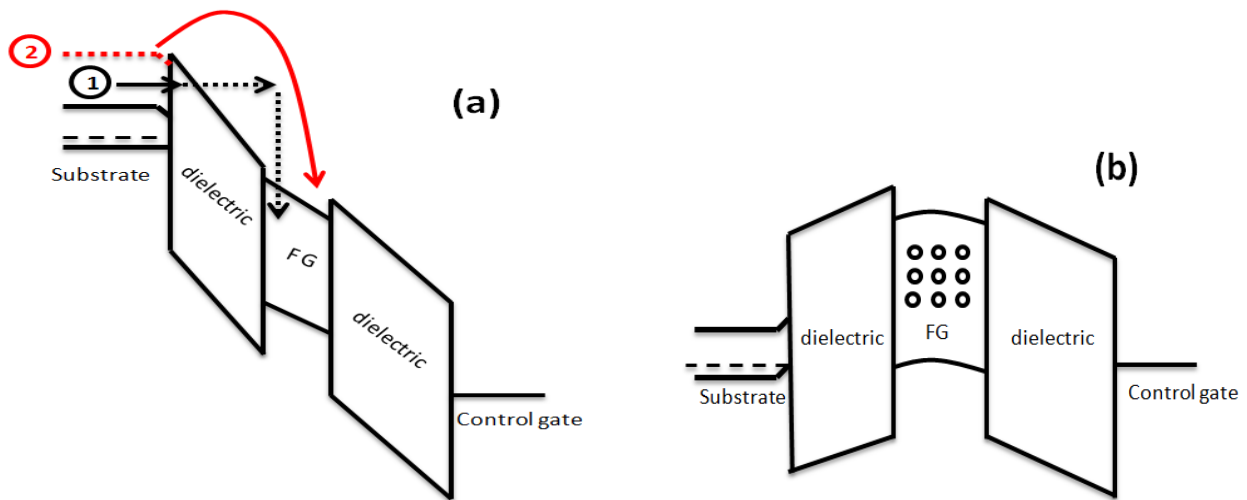 2
1
(a)
Substrate
dielectric
FG
dielectric
Control gate
(b)
dielectric
FG
dielectric
Substrate
Control gate